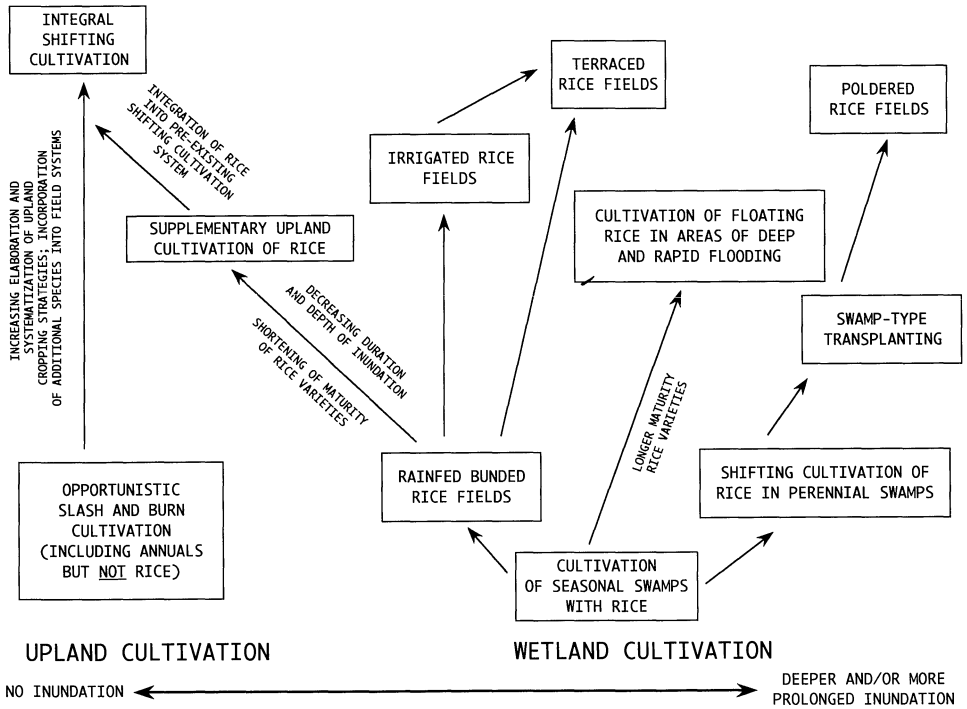 INTEGRAL
SHIFTING
CULTIVATION
TERRACED
RICE FIELDS
POLDERED
RICE FIELDS
INTEGRATION OF RICE
INTO PRE-EXISTING
SHIFTING CULTIVATION
SYSTEM
IRRIGATED RICE
FIELDS
INCREASING ELABORATION AND
SYSTEMATIZATION OF UPLAND
CROPPING STRATEGIES; INCORPORATION
OF ADDITIONAL SPECIES INTO FIELD SYSTEMS
SUPPLEMENTARY UPLAND
CULTIVATION OF RICE
CULTIVATION OF FLOATING
RICE IN AREAS OF DEEP
AND RAPID FLOODING
DECREASING DURATION
AND DEPTH OF INUNDATION
SHORTENING OF MATURITY
OF RICE VARIETIES
SWAMP-TYPE
TRANSPLANTING
LONGER MATURITY
RICE VARIETIES
OPPORTUNISTIC
SLASH AND BURN
CULTIVATION
(INCLUDING ANNUALS
BUT NOT RICE)
RAINFED BUNDED
RICE FIELDS
SHIFTING CULTIVATION OF
RICE IN PERENNIAL SWAMPS
CULTIVATION
OF SEASONAL SWAMPS
WITH RICE
UPLAND CULTIVATION
WETLAND CULTIVATION
NO INUNDATION
DEEPER AND/OR MORE
PROLONGED INUNDATION